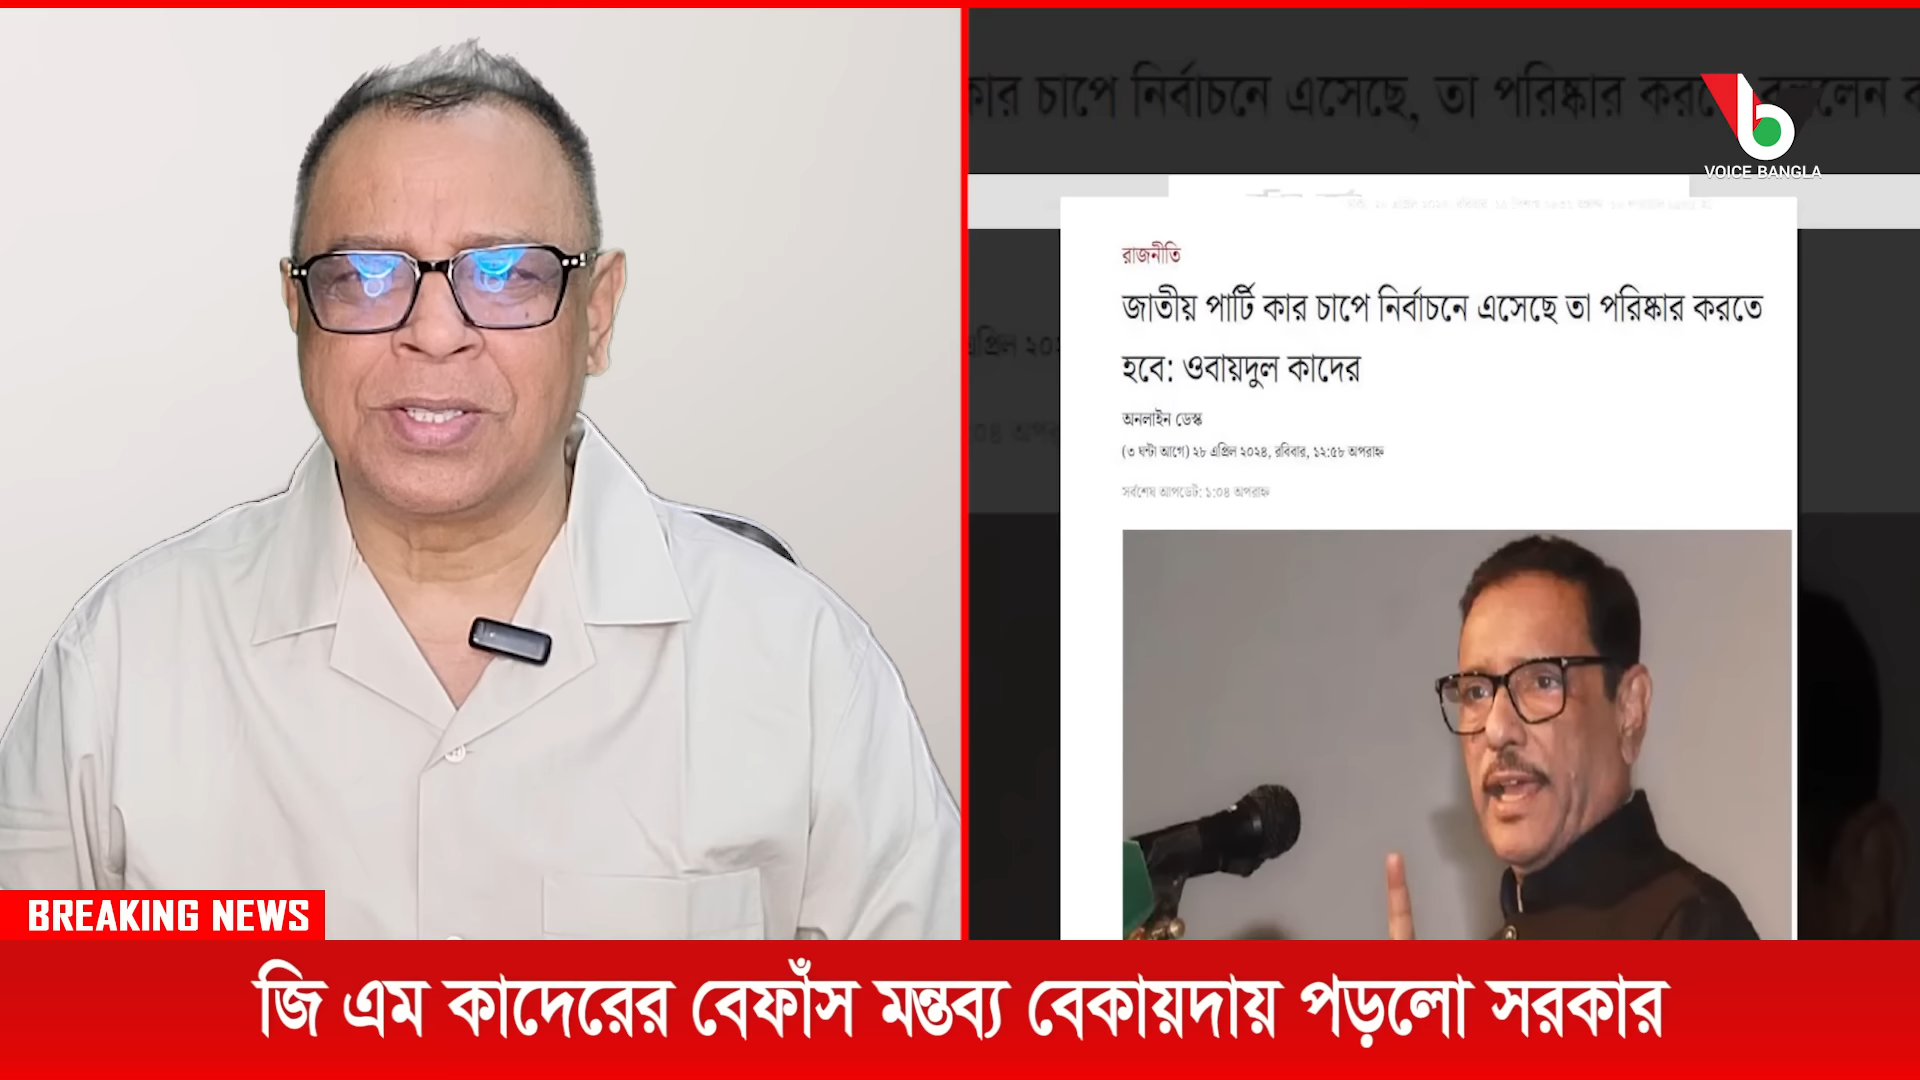 কার চাপে নির্বাচনে এসেছে, তা পরিষ্কার করতে
VOICE BANGLA
রাজনীতি
জাতীয় পার্টি কার চাপে নির্বাচনে এসেছে তা পরিষ্কার করতে
হবে: ওবায়দুল কাদের
অনলাইন ডেস্ক
(৩ ঘন্টা আগে) ২৮ এপ্রিল ২০২৪, রবিবার, ১২:৫৮ অপরাহ্ন
সর্বশেষ আপডেট: ১:০৪ অপরাহ্ন
BREAKING NEWS
জি এম কাদেরের বেফাঁস মন্তব্য বেকায়দায় পড়লো সরকার